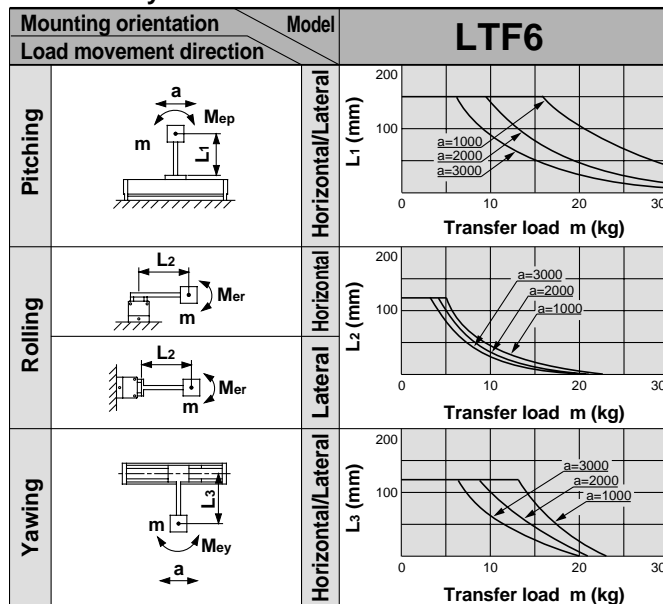 Mounting orientation
Model
Load movement direction
LTF6
Pitching
a
Mep
m
L1
Horizontal/Lateral
L1 (mm)
200
100
a=1000
a=2000
a=3000
0 10 20 30
Transfer load m (kg)
Rolling
L2
Mer
m
Horizontal
L2
Mer
m
Lateral
L2 (mm)
200
100
a=3000
a=2000
a=1000
0 10 20 30
Transfer load m (kg)
Yawing
L3
m
Mey
a
Horizontal/Lateral
L3 (mm)
200
100
a=3000
a=2000
a=1000
0 10 20 30
Transfer load m (kg)